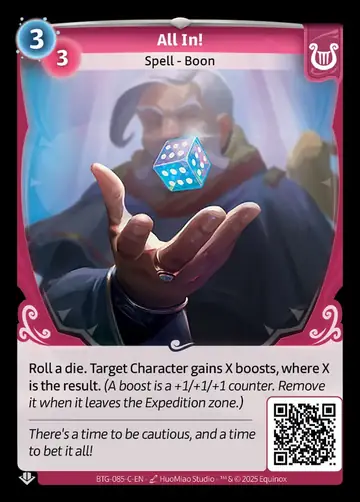 3
All In!
3
Spell - Boon
Roll a die. Target Character gains X boosts, where X
is the result. (A boost is a +1/+1/+1 counter. Remove
it when it leaves the Expedition zone.)
There's a time to be cautious, and a time
to bet it all!
BTG-085-C-EN - HuoMiao Studio - ™ & © 2025 Equinox